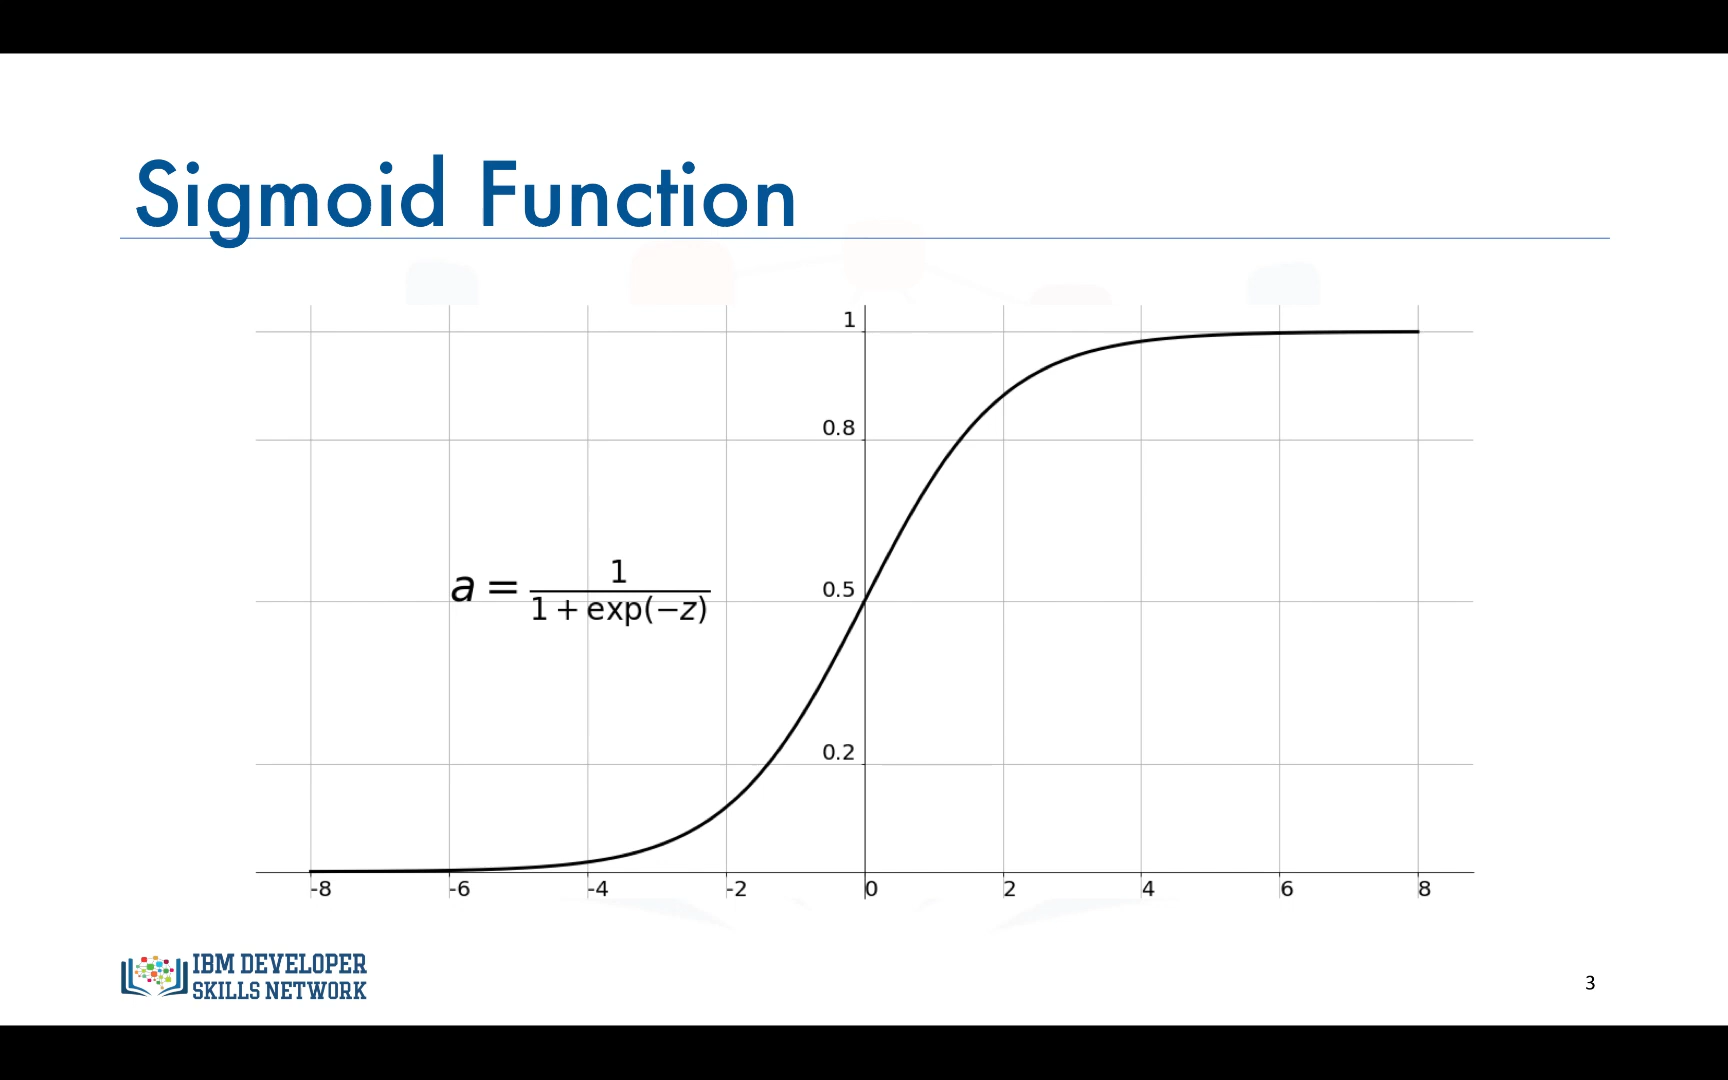 Sigmoid Function
1
0.8
a = 1 / (1 + exp(−z))
0.5
0.2
-8 -6 -4 -2 0 2 4 6 8
IBM DEVELOPER
SKILLS NETWORK
3